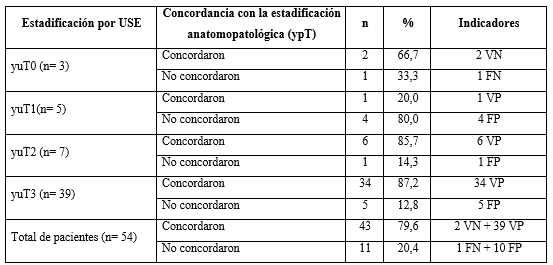 Estadificación por USE Concordancia con la estadificación anatomopatológica (ypT) n % Indicadores
yuT0 (n= 3) Concordaron 2 66,7 2 VN
No concordaron 1 33,3 1 FN
yuT1(n= 5) Concordaron 1 20,0 1 VP
No concordaron 4 80,0 4 FP
yuT2 (n= 7) Concordaron 6 85,7 6 VP
No concordaron 1 14,3 1 FP
yuT3 (n= 39) Concordaron 34 87,2 34 VP
No concordaron 5 12,8 5 FP
Total de pacientes (n= 54) Concordaron 43 79,6 2 VN + 39 VP
No concordaron 11 20,4 1 FN + 10 FP